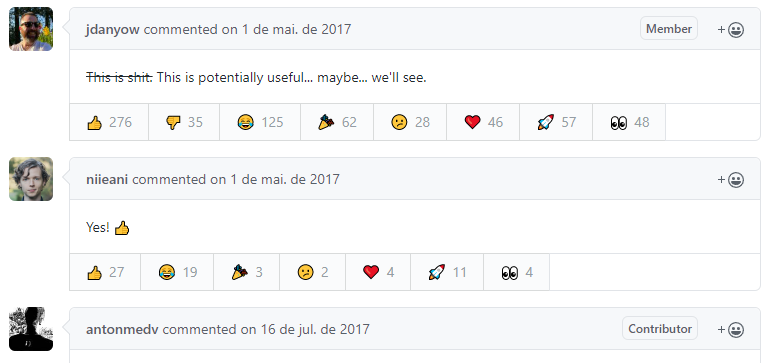 jdanyow commented on 1 de mai. de 2017 Member +
This is shit. This is potentially useful... maybe... we'll see.
276 35 125 62 28 46 57 48
niieani commented on 1 de mai. de 2017 +
Yes! 👍
27 19 3 2 4 11 4
antonmedv commented on 16 de jul. de 2017 Contributor +